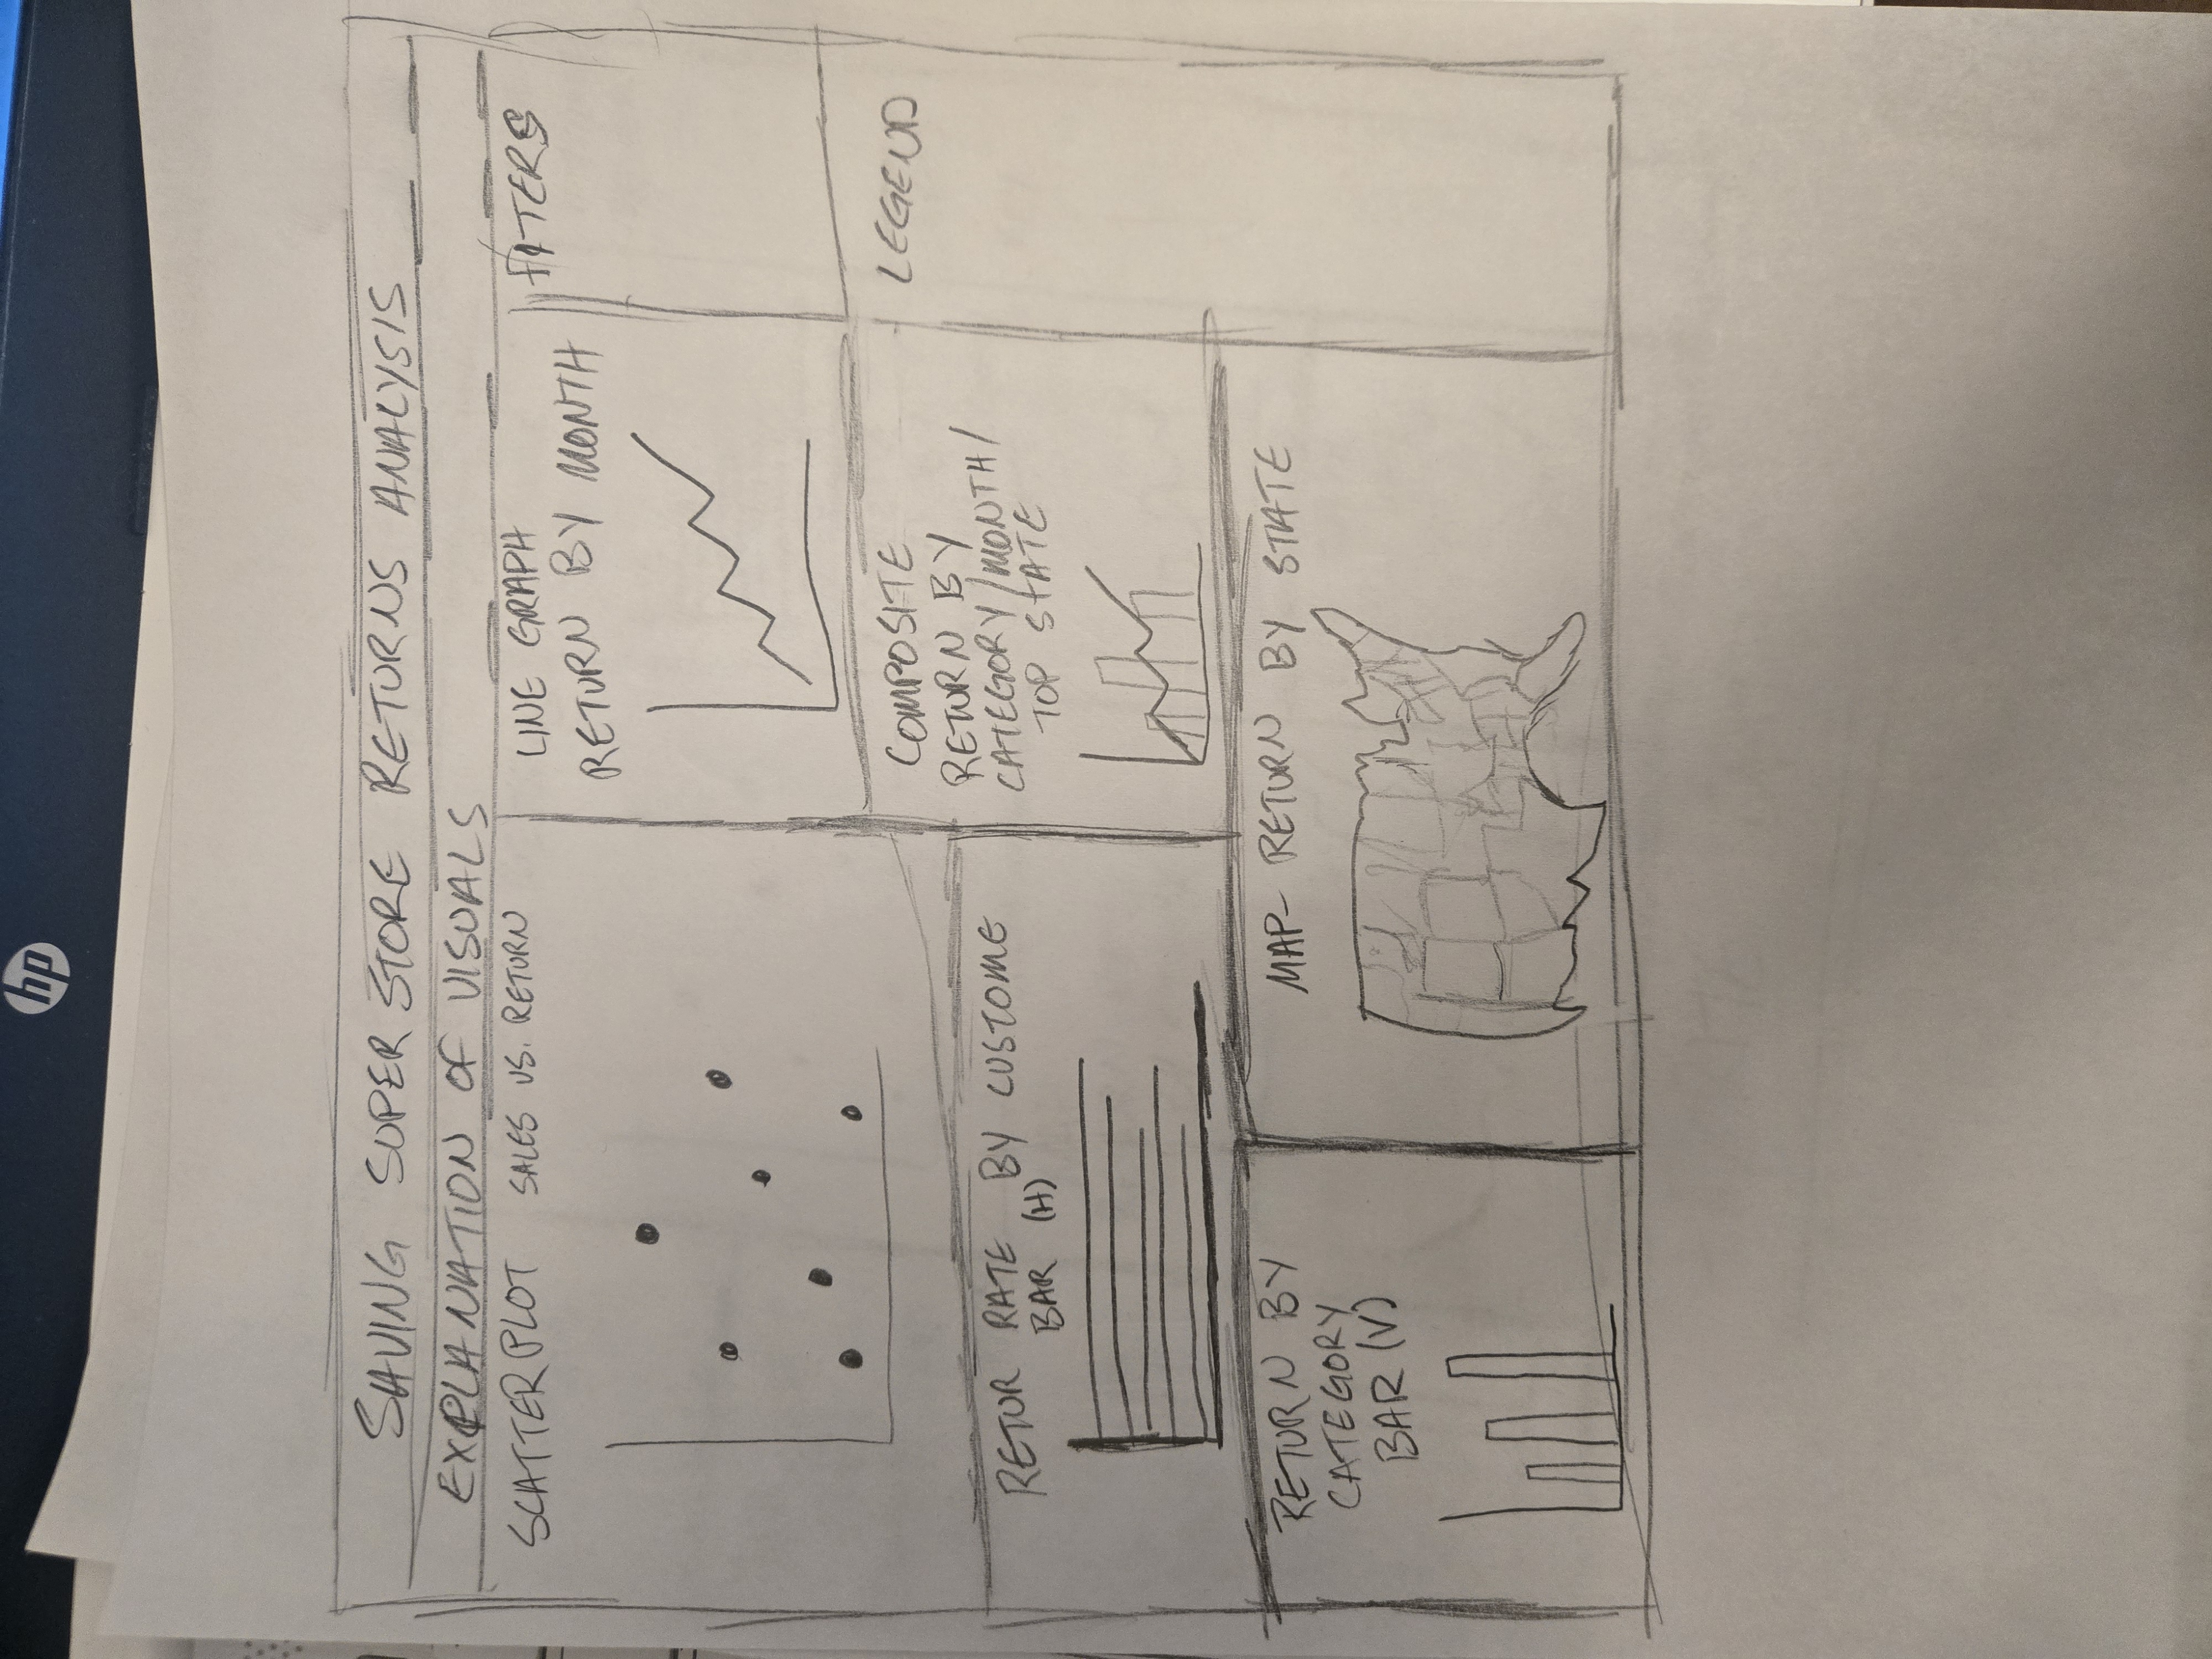 hp
SAVING SUPER STORE RETURNS ANALYSIS
EXPLANATION OF VISUALS
SCATTER PLOT SALES VS. RETURN
LINE GRAPH
RETURN BY MONTH
FILTERS
RETUR RATE BY CUSTOME
BAR (H)
COMPOSITE
RETURN BY
CATEGORY/MONTH/
TOP STATE
LEGEND
RETURN BY
CATEGORY
BAR (V)
MAP- RETURN BY STATE